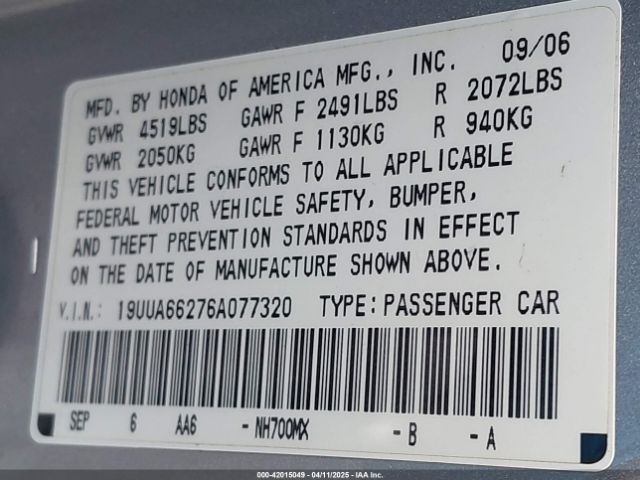 MFD. BY HONDA OF AMERICA MFG., INC. 09/06
GVWR 4519LBS GAWR F 2491LBS R 2072LBS
GVWR 2050KG GAWR F 1130KG R 940KG
THIS VEHICLE CONFORMS TO ALL APPLICABLE
FEDERAL MOTOR VEHICLE SAFETY, BUMPER,
AND THEFT PREVENTION STANDARDS IN EFFECT
ON THE DATE OF MANUFACTURE SHOWN ABOVE.
V.I.N.: 19UUA66276A077320 TYPE: PASSENGER CAR
SEP 6 AA6 - NH700MX - B - A
000-42015049 - 04/11/2025 - IAA Inc.